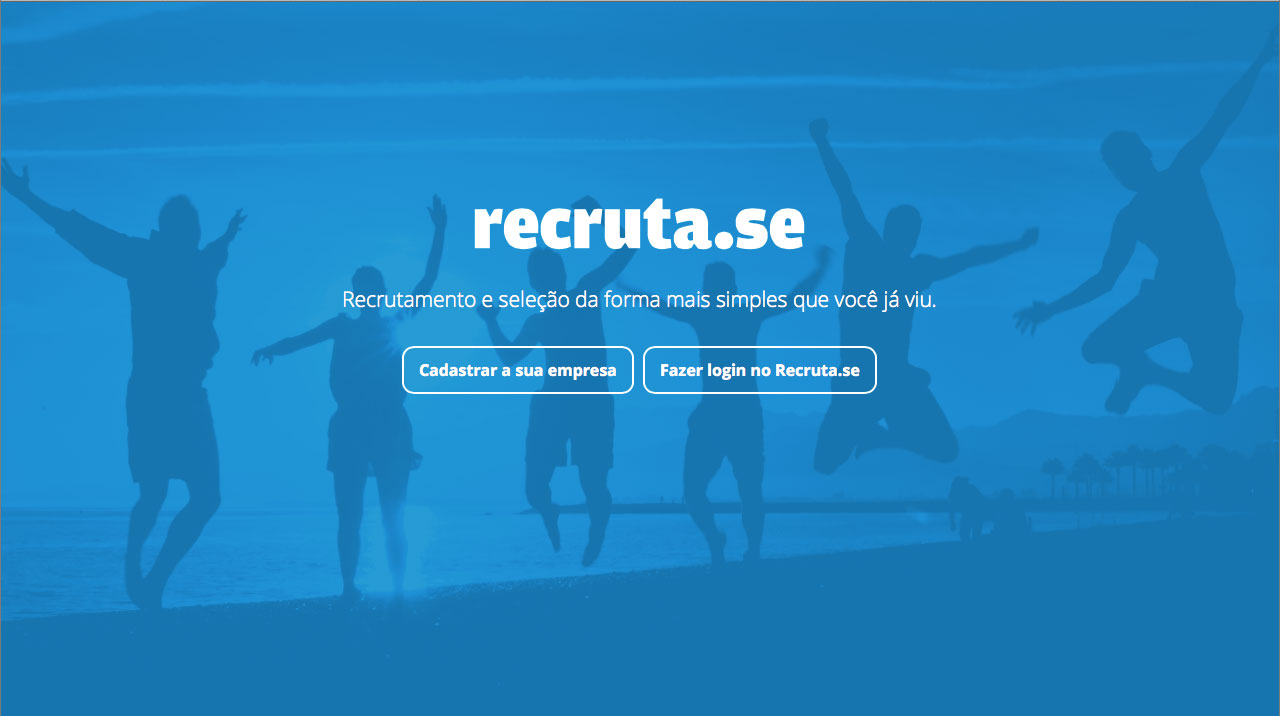 recruta.se
Recrutamento e seleção da forma mais simples que você já viu.
Cadastrar a sua empresa Fazer login no Recruta.se